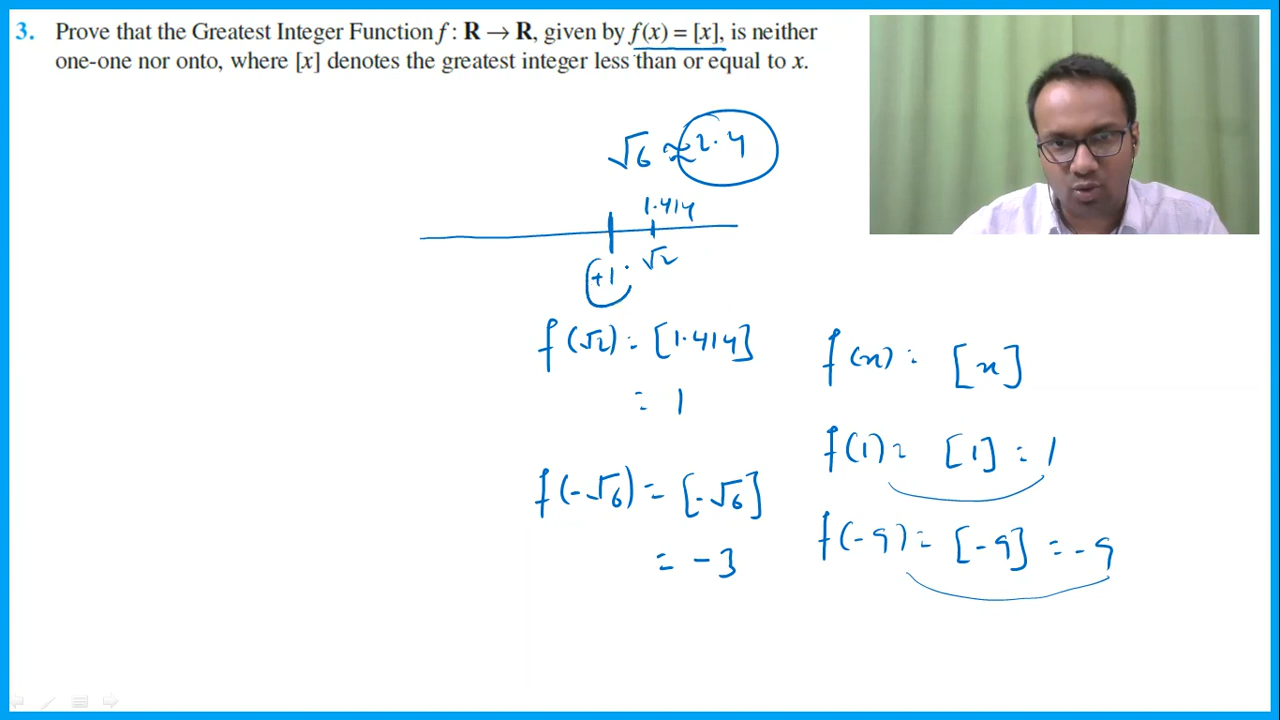 3. Prove that the Greatest Integer Function f : R → R, given by f(x) = [x], is neither
one-one nor onto, where [x] denotes the greatest integer less than or equal to x.
√6 ≈ 2.4
1.414
+1 √2
f(√2) = [1.414]
= 1
f(-√6) = [-√6]
= -3
f(x) = [x]
f(1) = [1] = 1
f(-9) = [-9] = -9